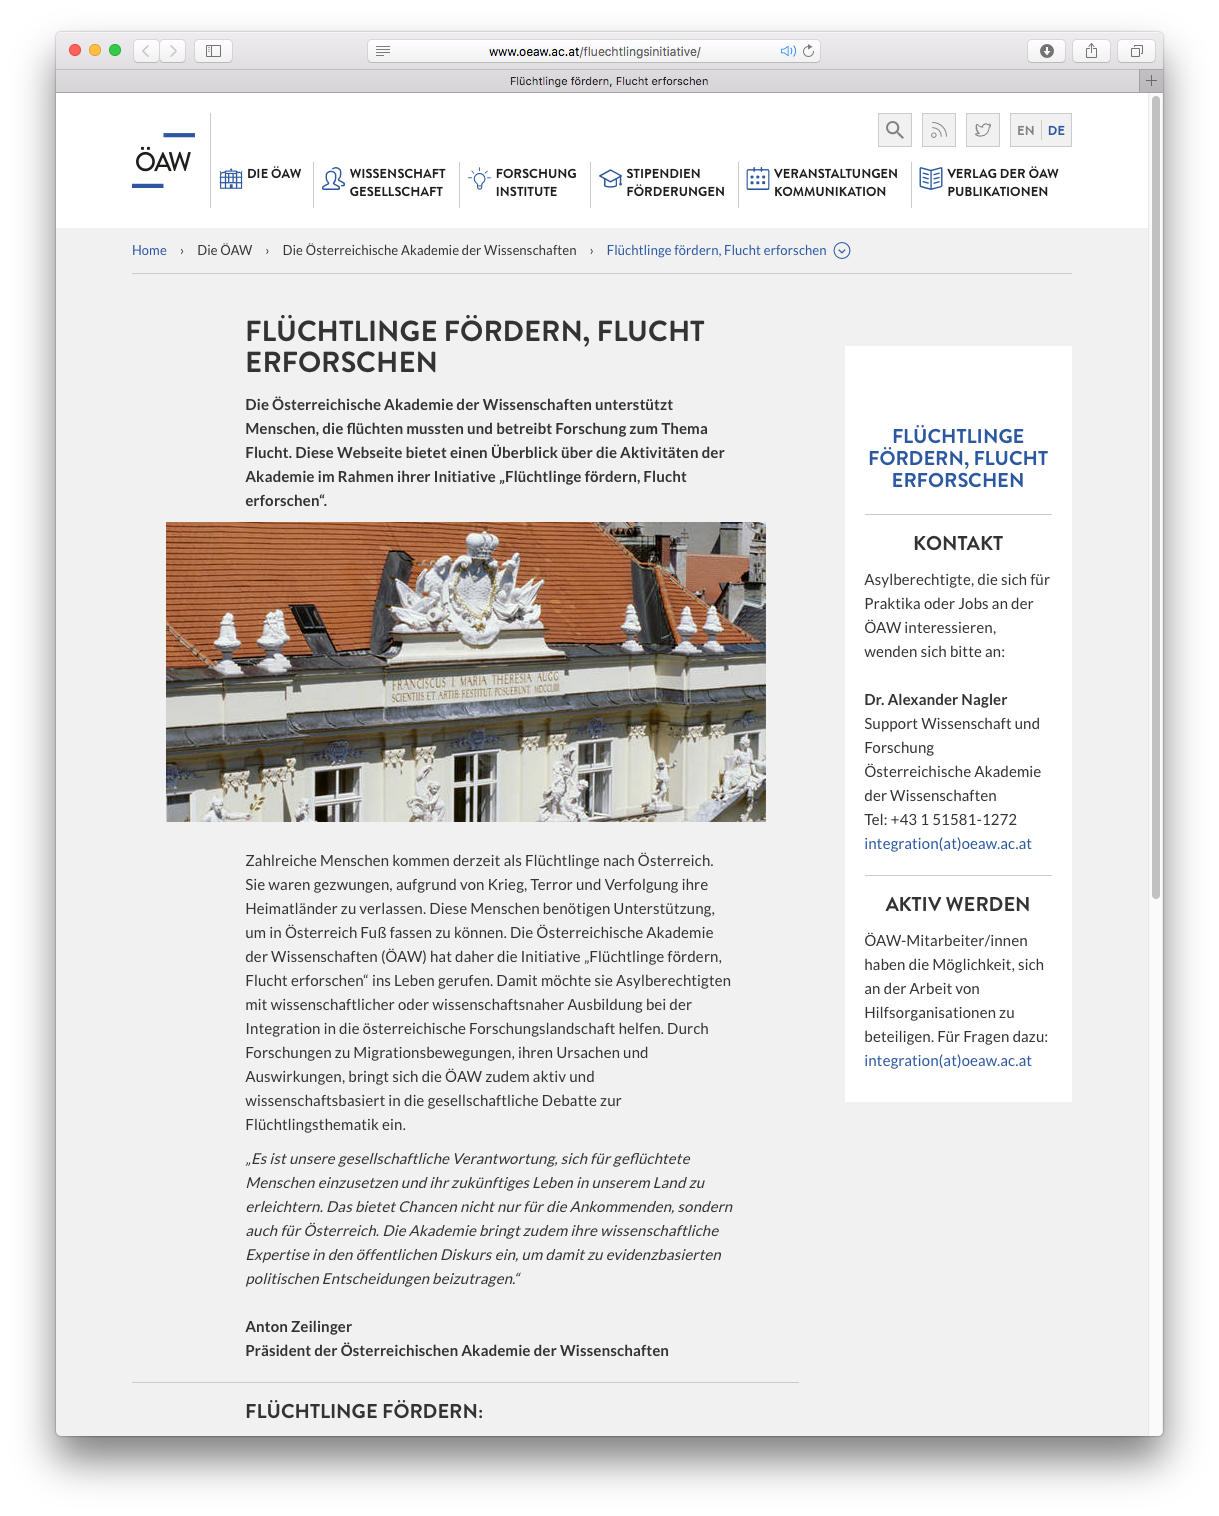 www.oeaw.ac.at/fluechtlingsinitiative/
Flüchtlinge fördern, Flucht erforschen
EN DE
ÖAW
DIE ÖAW
WISSENSCHAFT
GESELLSCHAFT
FORSCHUNG
INSTITUTE
STIPENDIEN
FÖRDERUNGEN
VERANSTALTUNGEN
KOMMUNIKATION
VERLAG DER ÖAW
PUBLIKATIONEN
Home › Die ÖAW › Die Österreichische Akademie der Wissenschaften › Flüchtlinge fördern, Flucht erforschen
FLÜCHTLINGE FÖRDERN, FLUCHT
ERFORSCHEN
Die Österreichische Akademie der Wissenschaften unterstützt
Menschen, die flüchten mussten und betreibt Forschung zum Thema
Flucht. Diese Webseite bietet einen Überblick über die Aktivitäten der
Akademie im Rahmen ihrer Initiative „Flüchtlinge fördern, Flucht
erforschen“.
FRANCISCUS I. MARIA THERESIA AUGG
SCIENTIIS ET ARTIB. RESTITUT. POSUERUNT. MDCCLIII
Zahlreiche Menschen kommen derzeit als Flüchtlinge nach Österreich.
Sie waren gezwungen, aufgrund von Krieg, Terror und Verfolgung ihre
Heimatländer zu verlassen. Diese Menschen benötigen Unterstützung,
um in Österreich Fuß fassen zu können. Die Österreichische Akademie
der Wissenschaften (ÖAW) hat daher die Initiative „Flüchtlinge fördern,
Flucht erforschen“ ins Leben gerufen. Damit möchte sie Asylberechtigten
mit wissenschaftlicher oder wissenschaftsnaher Ausbildung bei der
Integration in die österreichische Forschungslandschaft helfen. Durch
Forschungen zu Migrationsbewegungen, ihren Ursachen und
Auswirkungen, bringt sich die ÖAW zudem aktiv und
wissenschaftsbasiert in die gesellschaftliche Debatte zur
Flüchtlingsthematik ein.
„Es ist unsere gesellschaftliche Verantwortung, sich für geflüchtete
Menschen einzusetzen und ihr zukünftiges Leben in unserem Land zu
erleichtern. Das bietet Chancen nicht nur für die Ankommenden, sondern
auch für Österreich. Die Akademie bringt zudem ihre wissenschaftliche
Expertise in den öffentlichen Diskurs ein, um damit zu evidenzbasierten
politischen Entscheidungen beizutragen.“
Anton Zeilinger
Präsident der Österreichischen Akademie der Wissenschaften
FLÜCHTLINGE FÖRDERN:
FLÜCHTLINGE
FÖRDERN, FLUCHT
ERFORSCHEN
KONTAKT
Asylberechtigte, die sich für
Praktika oder Jobs an der
ÖAW interessieren,
wenden sich bitte an:
Dr. Alexander Nagler
Support Wissenschaft und
Forschung
Österreichische Akademie
der Wissenschaften
Tel: +43 1 51581-1272
integration(at)oeaw.ac.at
AKTIV WERDEN
ÖAW-Mitarbeiter/innen
haben die Möglichkeit, sich
an der Arbeit von
Hilfsorganisationen zu
beteiligen. Für Fragen dazu:
integration(at)oeaw.ac.at